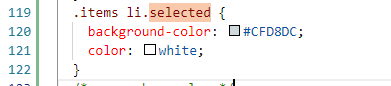 119 .items li.selected {
120 background-color: #CFD8DC;
121 color: white;
122 }